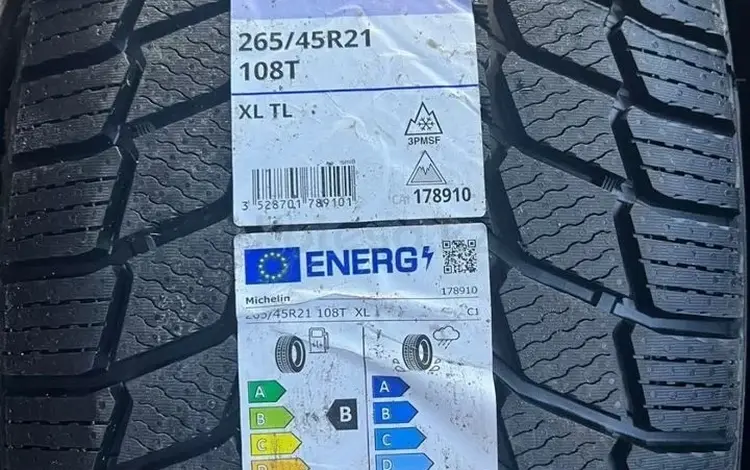 265/45R21
108T
XL TL
3PMSF
CAI 178910
3 528701 789101
ENERG
Michelin 178910
265/45R21 108T XL C1
A A
B B B
C C
D D